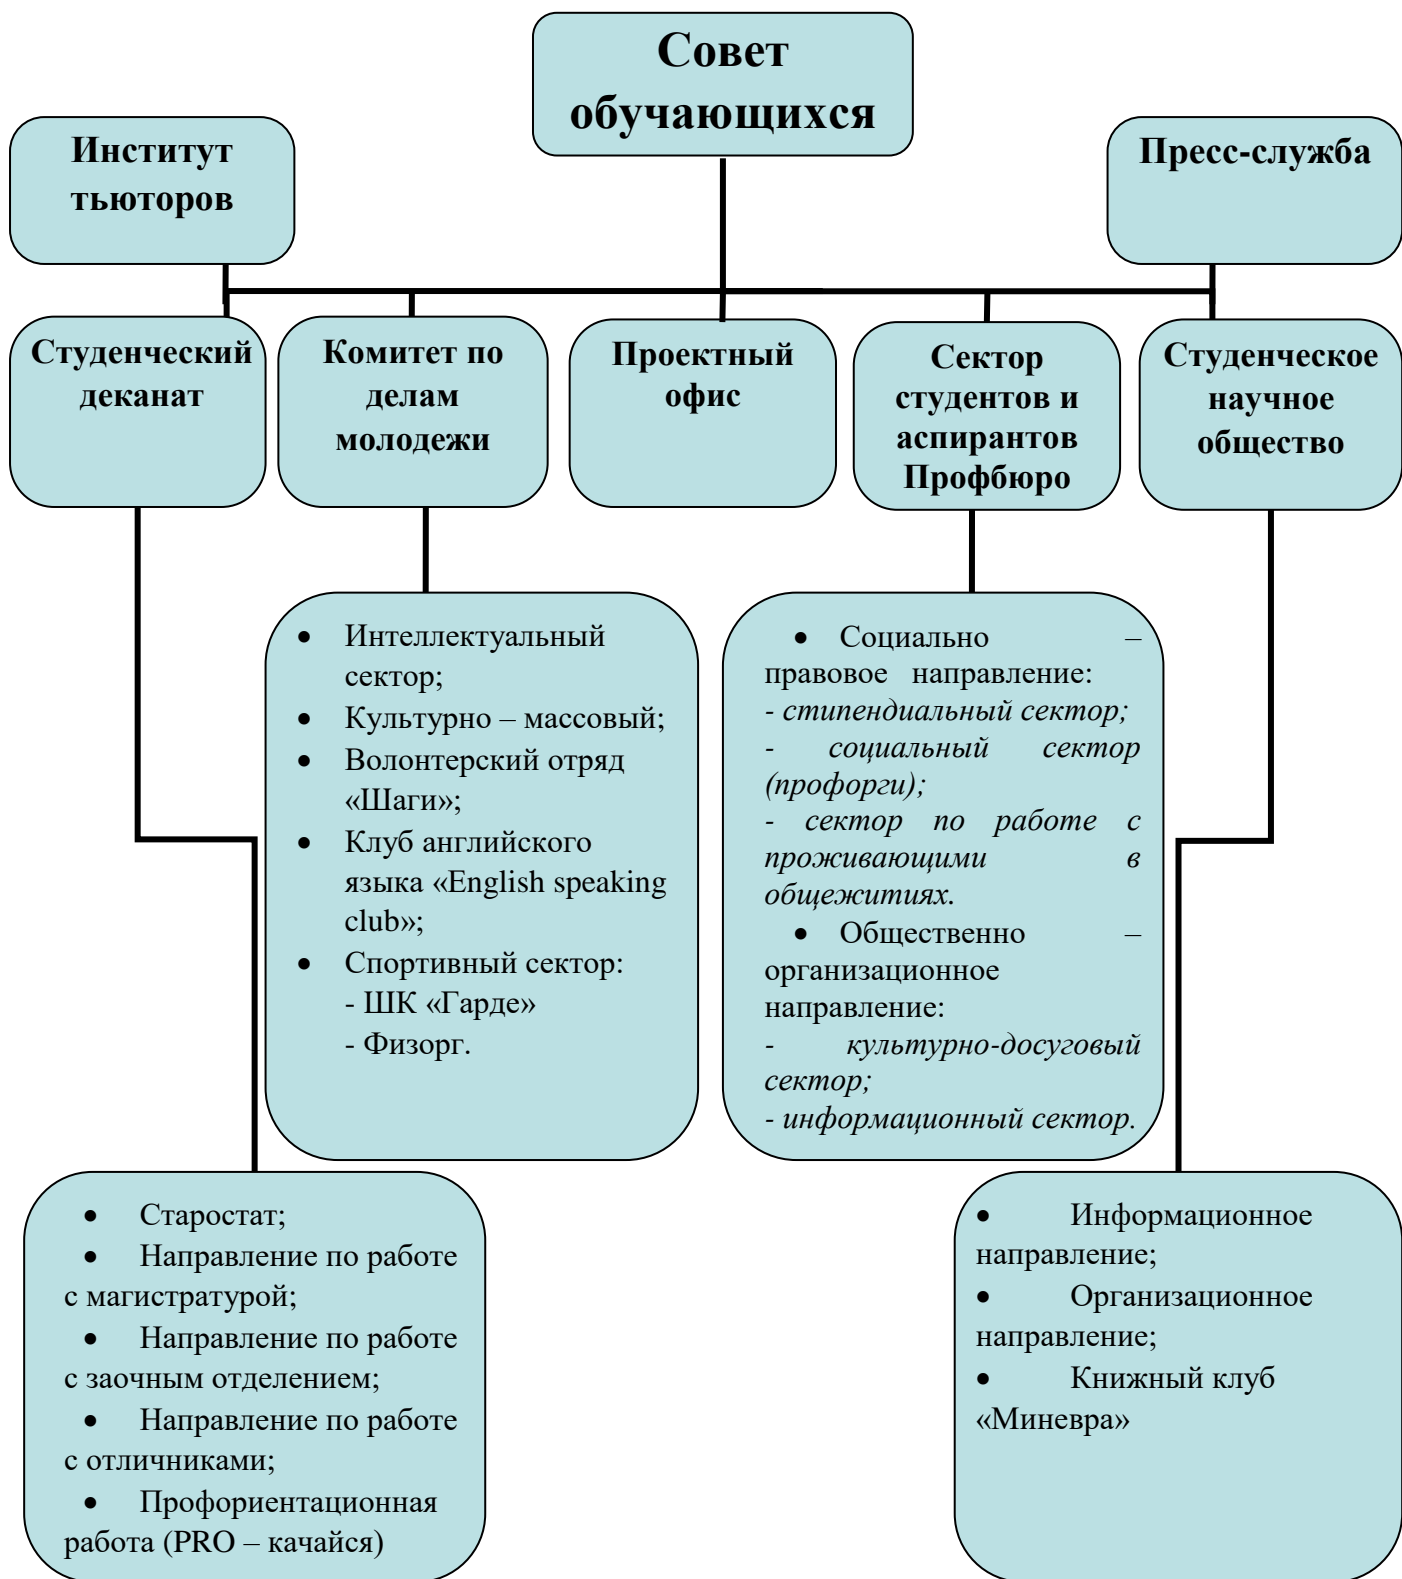 Совет
обучающихся
Институт
тьюторов
Пресс-служба
Студенческий
деканат
Комитет по
делам
молодежи
Проектный
офис
Сектор
студентов и
аспирантов
Профбюро
Студенческое
научное
общество
• Интеллектуальный
сектор;
• Культурно – массовый;
• Волонтерский отряд
«Шаги»;
• Клуб английского
языка «English speaking
club»;
• Спортивный сектор:
- ШК «Гарде»
- Физорг.
• Социально –
правовое направление:
- стипендиальный сектор;
- социальный сектор
(профорги);
- сектор по работе с
проживающими в
общежитиях.
• Общественно –
организационное
направление:
- культурно-досуговый
сектор;
- информационный сектор.
• Старостат;
• Направление по работе
с магистратурой;
• Направление по работе
с заочным отделением;
• Направление по работе
с отличниками;
• Профориентационная
работа (PRO – качайся)
• Информационное
направление;
• Организационное
направление;
• Книжный клуб
«Миневра»